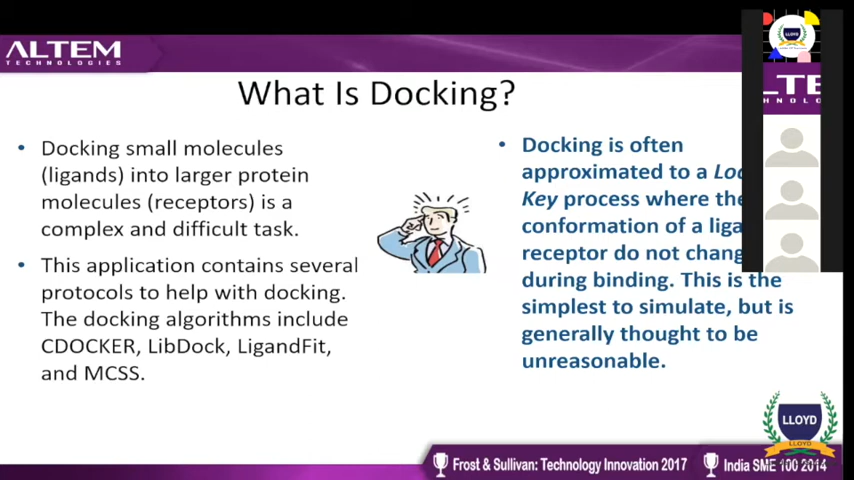 ALTEM
TECHNOLOGIES
What Is Docking?
• Docking small molecules
(ligands) into larger protein
molecules (receptors) is a
complex and difficult task.
• This application contains several
protocols to help with docking.
The docking algorithms include
CDOCKER, LibDock, LigandFit,
and MCSS.
• Docking is often
approximated to a
Key process where the
conformation of a
receptor do not
during binding. This is the
simplest to simulate, but is
generally thought to be
unreasonable.
LLOYD
LLOYD
LLOYD
Frost & Sullivan: Technology Innovation 2017
India SME 100 2014